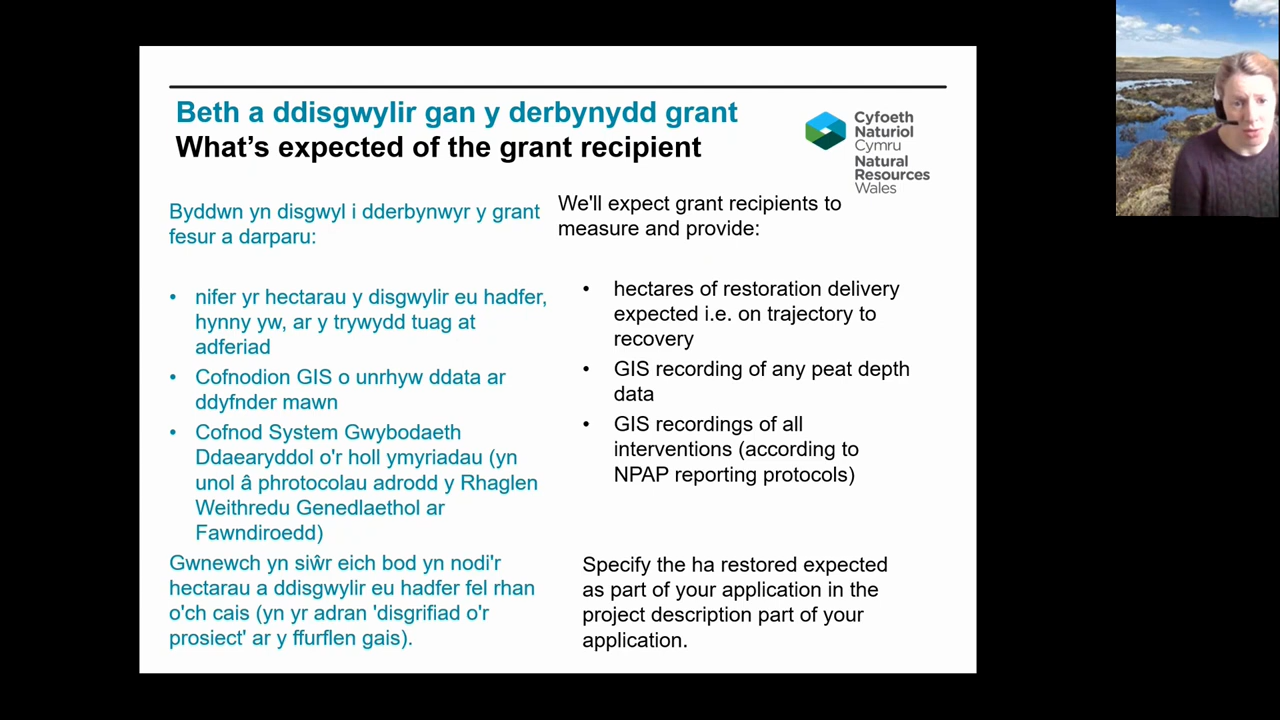 Beth a ddisgwylir gan y derbynydd grant
What's expected of the grant recipient
Cyfoeth
Naturiol
Cymru
Natural
Resources
Wales
Byddwn yn disgwyl i dderbynwyr y grant
fesur a darparu:
• nifer yr hectarau y disgwylir eu hadfer,
hynny yw, ar y trywydd tuag at
adferiad
• Cofnodion GIS o unrhyw ddata ar
ddyfnder mawn
• Cofnod System Gwybodaeth
Ddaearyddol o'r holl ymyriadau (yn
unol â phrotocolau adrodd y Rhaglen
Weithredu Genedlaethol ar
Fawndiroedd)
Gwnewch yn siŵr eich bod yn nodi'r
hectarau a ddisgwylir eu hadfer fel rhan
o'ch cais (yn yr adran 'disgrifiad o'r
prosiect' ar y ffurflen gais).
We'll expect grant recipients to
measure and provide:
• hectares of restoration delivery
expected i.e. on trajectory to
recovery
• GIS recording of any peat depth
data
• GIS recordings of all
interventions (according to
NPAP reporting protocols)
Specify the ha restored expected
as part of your application in the
project description part of your
application.